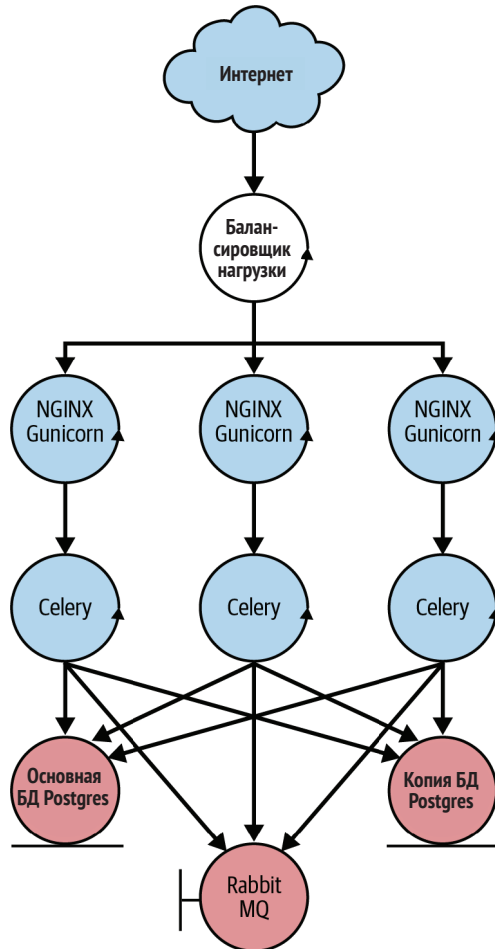 Интернет
Балан-
сировщик
нагрузки
NGINX
Gunicorn
NGINX
Gunicorn
NGINX
Gunicorn
Celery
Celery
Celery
Основная
БД Postgres
Копия БД
Postgres
Rabbit
MQ